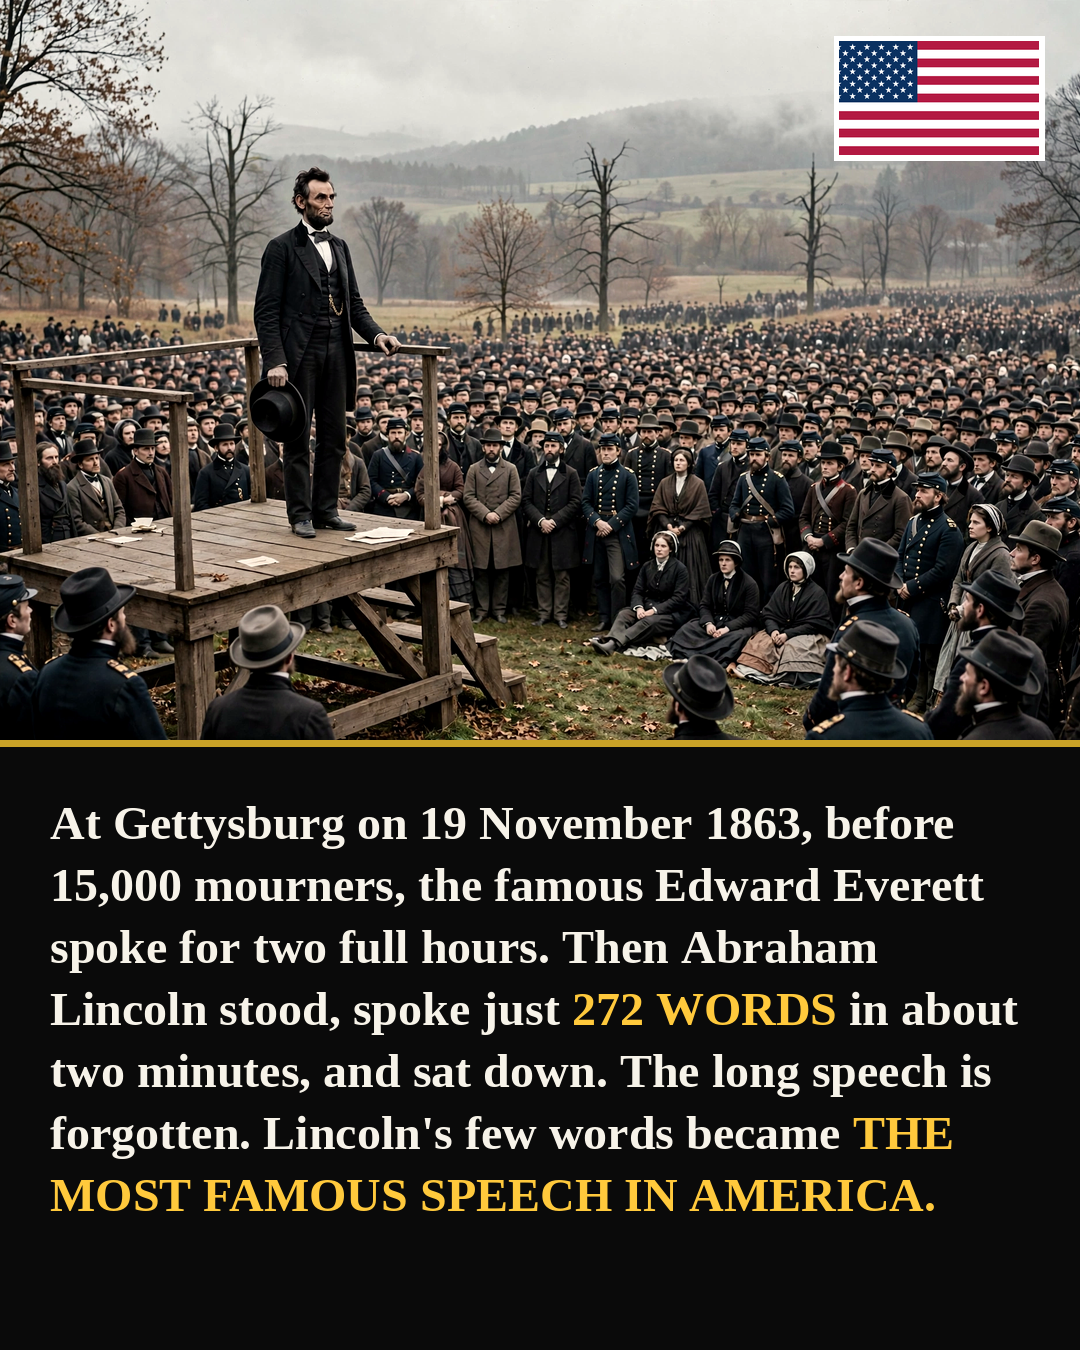 At Gettysburg on 19 November 1863, before
15,000 mourners, the famous Edward Everett
spoke for two full hours. Then Abraham
Lincoln stood, spoke just 272 WORDS in about
two minutes, and sat down. The long speech is
forgotten. Lincoln's few words became THE
MOST FAMOUS SPEECH IN AMERICA.